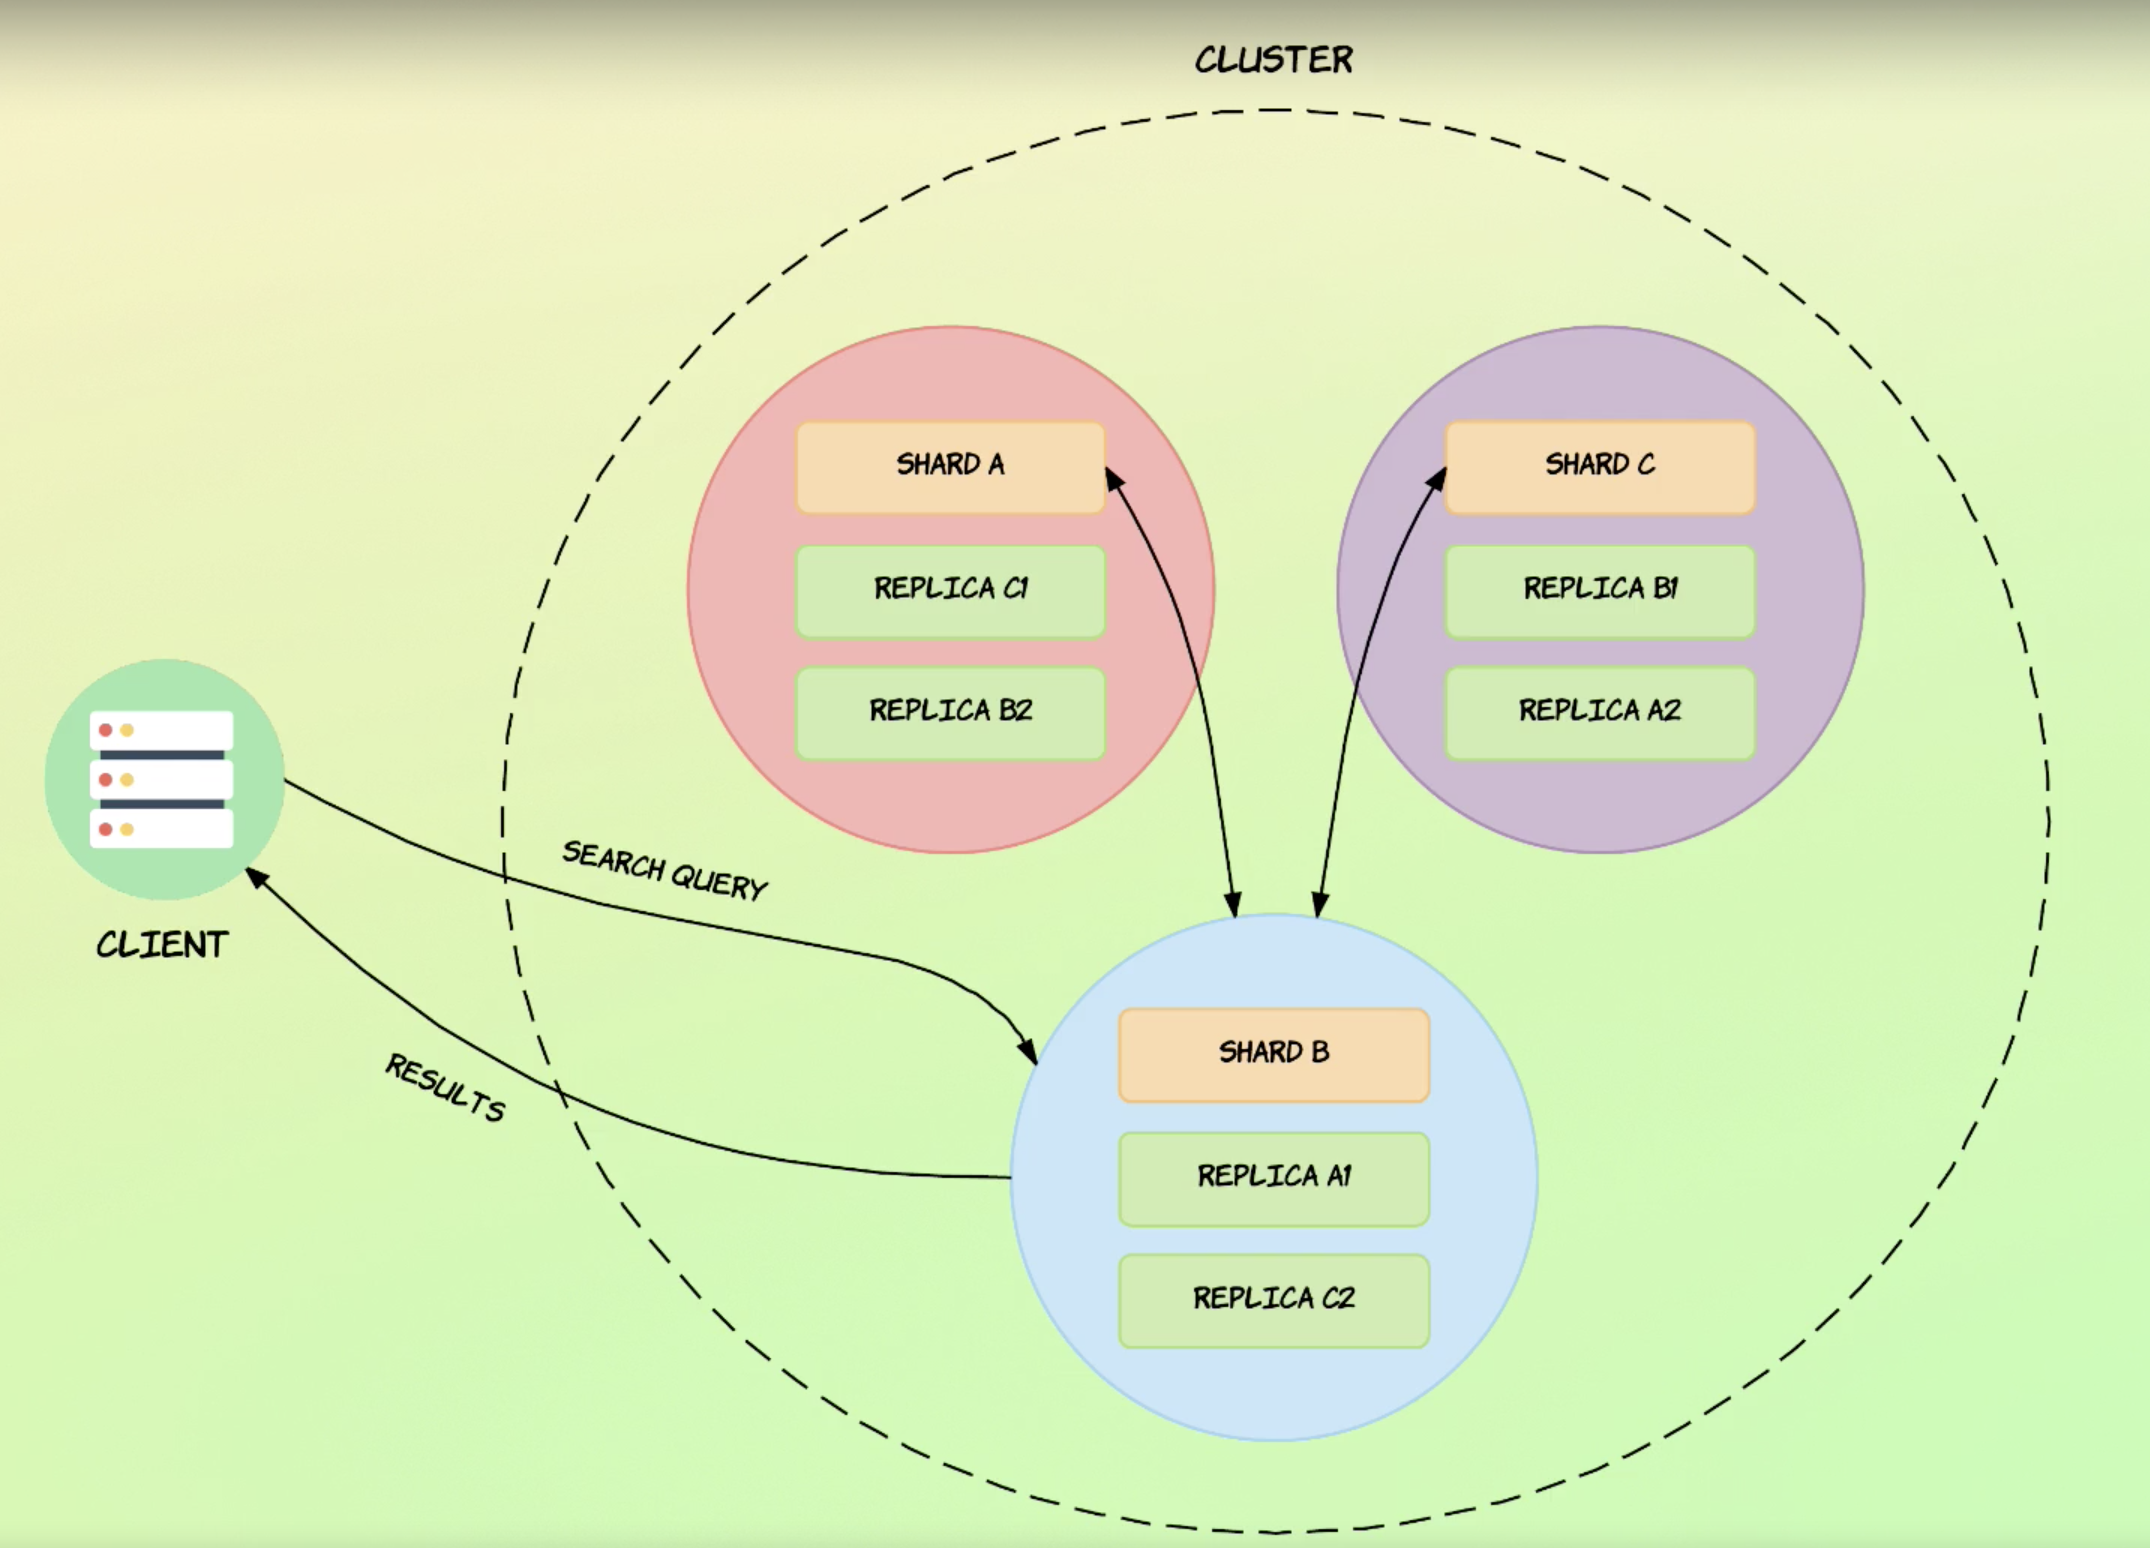 CLUSTER
SHARD A
REPLICA C1
REPLICA B2
SHARD C
REPLICA B1
REPLICA A2
CLIENT
SEARCH QUERY
RESULTS
SHARD B
REPLICA A1
REPLICA C2